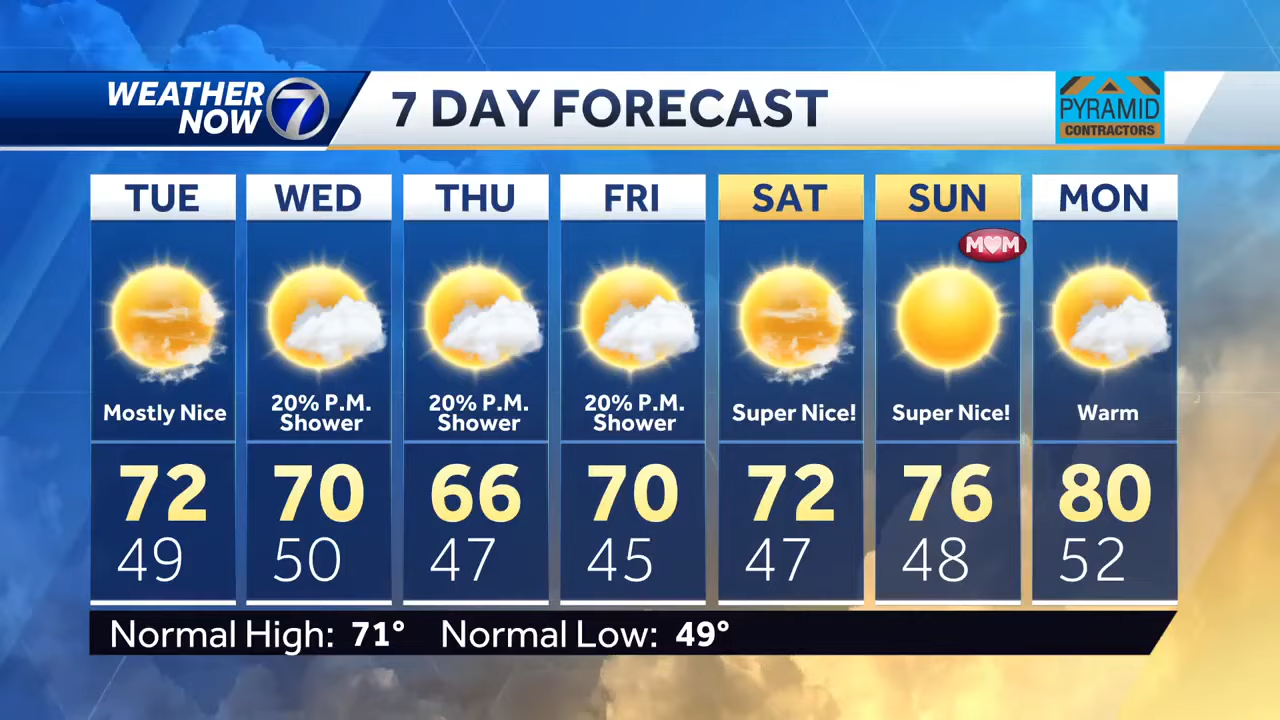 WEATHER
NOW 7
7 DAY FORECAST
PYRAMID
CONTRACTORS
TUE WED THU FRI SAT SUN MON
M♥M
Mostly Nice 20% P.M. Shower 20% P.M. Shower 20% P.M. Shower Super Nice! Super Nice! Warm
72 70 66 70 72 76 80
49 50 47 45 47 48 52
Normal High: 71° Normal Low: 49°